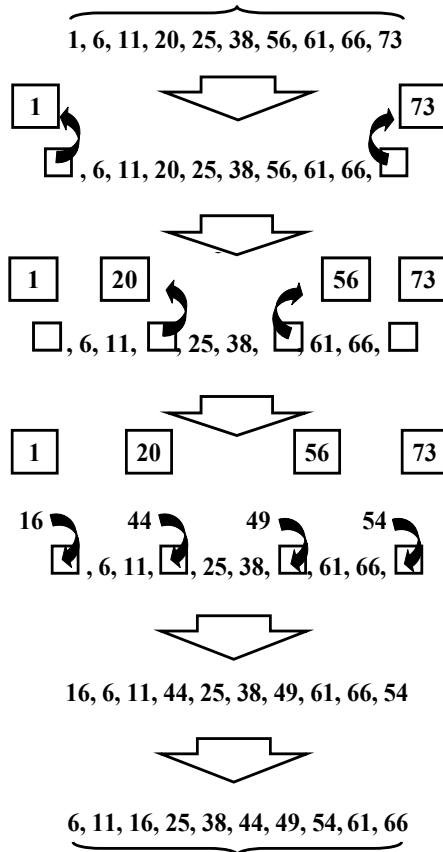 1, 6, 11, 20, 25, 38, 56, 61, 66, 73
1 73
, 6, 11, 20, 25, 38, 56, 61, 66,
1 20 56 73
, 6, 11, , 25, 38, , 61, 66,
1 20 56 73
16 44 49 54
, 6, 11, , 25, 38, , 61, 66,
16, 6, 11, 44, 25, 38, 49, 61, 66, 54
6, 11, 16, 25, 38, 44, 49, 54, 61, 66